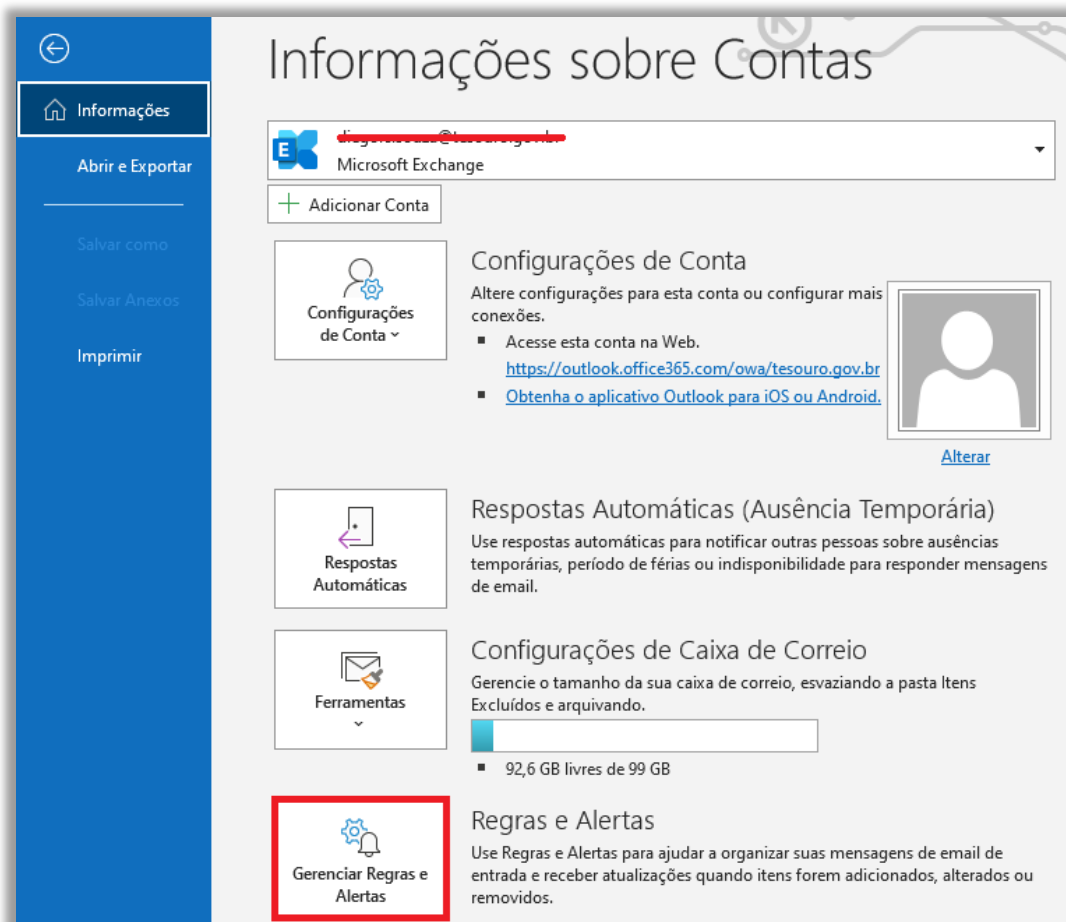 Informações sobre Contas
Informações
Abrir e Exportar
Salvar como
Salvar Anexos
Imprimir
E
Microsoft Exchange
Adicionar Conta
Configurações
de Conta
Configurações de Conta
Altere configurações para esta conta ou configurar mais
conexões.
Acesse esta conta na Web.
https://outlook.office365.com/owa/tesouro.gov.br
Obtenha o aplicativo Outlook para iOS ou Android.
Alterar
Respostas
Automáticas
Respostas Automáticas (Ausência Temporária)
Use respostas automáticas para notificar outras pessoas sobre ausências
temporárias, período de férias ou indisponibilidade para responder mensagens
de email.
Ferramentas
Configurações de Caixa de Correio
Gerencie o tamanho da sua caixa de correio, esvaziando a pasta Itens
Excluídos e arquivando.
92,6 GB livres de 99 GB
Gerenciar Regras e
Alertas
Regras e Alertas
Use Regras e Alertas para ajudar a organizar suas mensagens de email de
entrada e receber atualizações quando itens forem adicionados, alterados ou
removidos.